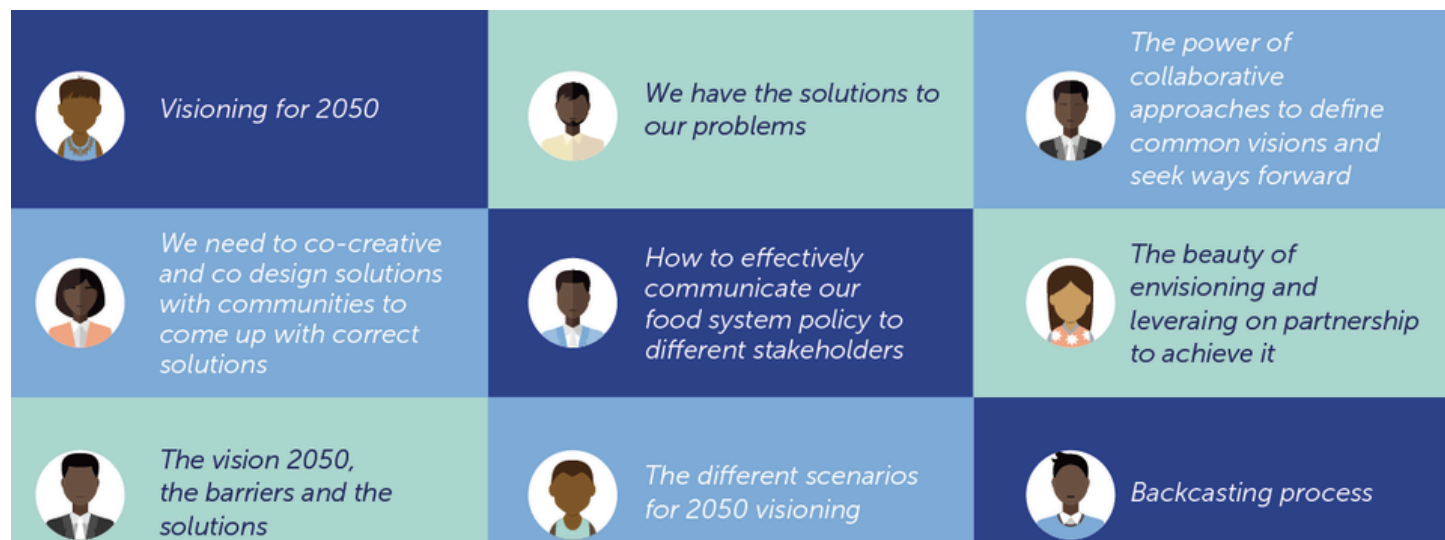 Visioning for 2050
We have the solutions to
our problems
The power of
collaborative
approaches to define
common visions and
seek ways forward
We need to co-creative
and co design solutions
with communities to
come up with correct
solutions
How to effectively
communicate our
food system policy to
different stakeholders
The beauty of
envisioning and
leveraing on partnership
to achieve it
The vision 2050,
the barriers and the
solutions
The different scenarios
for 2050 visioning
Backcasting process